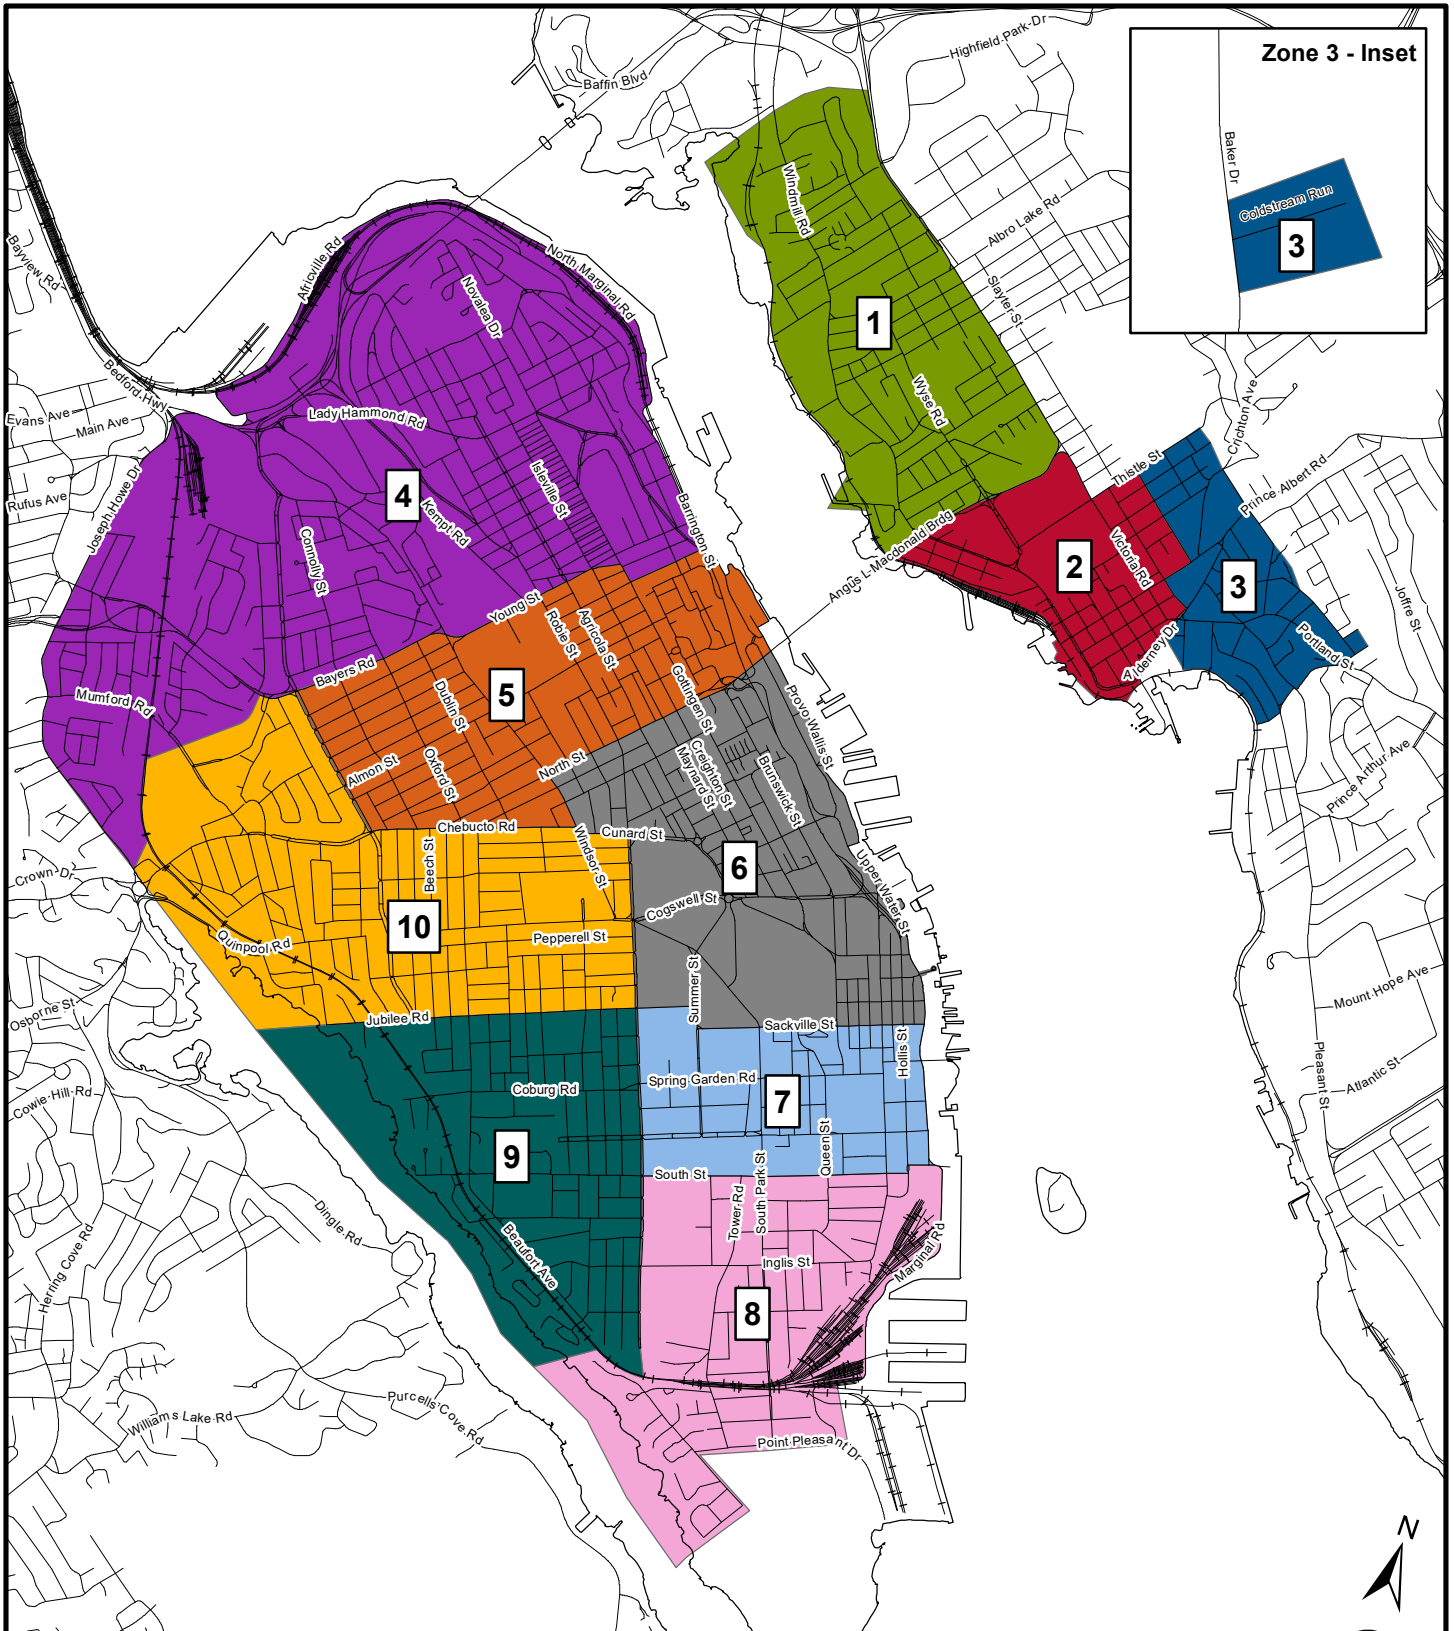 Zone 3 - Inset
Baker Dr
Coldstream Run
3
Highfield Park Dr
Baffin Blvd
Windmill Rd
Albro Lake Rd
Slayter St
1
Wyse Rd
Bayview Rd
Africville Rd
North Marginal Rd
Novalea Dr
Bedford Hwy
Evans Ave
Main Ave
Lady Hammond Rd
Crichton Ave
Thistle St
Prince Albert Rd
Rufus Ave
Joseph Howe Dr
4
Kempt Rd
Isleville St
Barrington St
Connolly St
Angus L Macdonald Brdg
2
Victoria Rd
3
Joffre St
Young St
Robie St
Agricola St
Alderney Dr
Portland St
Bayers Rd
Mumford Rd
5
Dublin St
Gottingen St
Provo Wallis St
Almon St
Oxford St
North St
Creighton St
Maynard St
Brunswick St
Prince Arthur Ave
Chebucto Rd
Cunard St
Windsor St
Beech St
6
Crown Dr
Upper Water St
Cogswell St
10
Quinpool Rd
Pepperell St
Summer St
Mount Hope Ave
Osborne St
Jubilee Rd
Sackville St
Hollis St
Pleasant St
Atlantic St
Cowie Hill Rd
Coburg Rd
Spring Garden Rd
7
Queen St
9
South St
Tower Rd
South Park St
Dingle Rd
Herring Cove Rd
Beaufort Ave
Inglis St
Marginal Rd
8
Williams Lake Rd
Purcells Cove Rd
Point Pleasant Dr
N